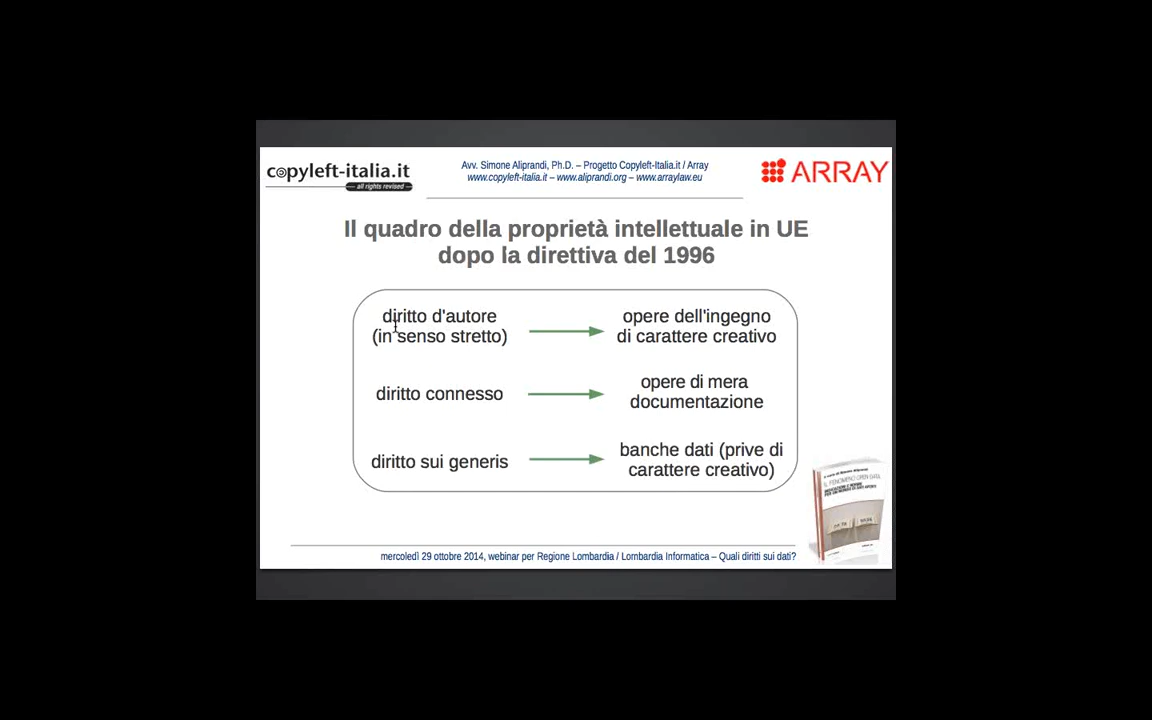 copyleft-italia.it
all rights revised
Avv. Simone Aliprandi, Ph.D. – Progetto Copyleft-Italia.it / Array
www.copyleft-italia.it – www.aliprandi.org – www.arraylaw.eu
ARRAY
Il quadro della proprietà intellettuale in UE
dopo la direttiva del 1996
diritto d'autore
(in senso stretto)
opere dell'ingegno
di carattere creativo
diritto connesso
opere di mera
documentazione
diritto sui generis
banche dati (prive di
carattere creativo)
IL FENOMENO OPEN DATA
mercoledì 29 ottobre 2014, webinar per Regione Lombardia / Lombardia Informatica – Quali diritti sui dati?